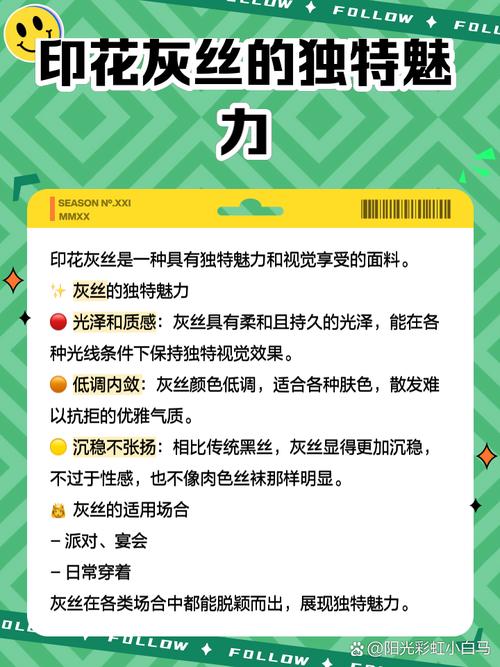 FOLLOW FOLLOW
印花灰丝的独特魅
力
SEASON Nº.XXI
MMXX
印花灰丝是一种具有独特魅力和视觉享受的面料。
✨ 灰丝的独特魅力
🔴 光泽和质感：灰丝具有柔和且持久的光泽，能在各
种光线条件下保持独特视觉效果。
🟠 低调内敛：灰丝颜色低调，适合各种肤色，散发难
以抗拒的优雅气质。
🟡 沉稳不张扬：相比传统黑丝，灰丝显得更加沉稳，
不过于性感，也不像肉色丝袜那样明显。
👸 灰丝的适用场合
– 派对、宴会
– 日常穿着
灰丝在各类场合中都能脱颖而出，展现独特魅力。
FOLLOW FOLLOW FOLLOW
百度 @阳光彩虹小白马